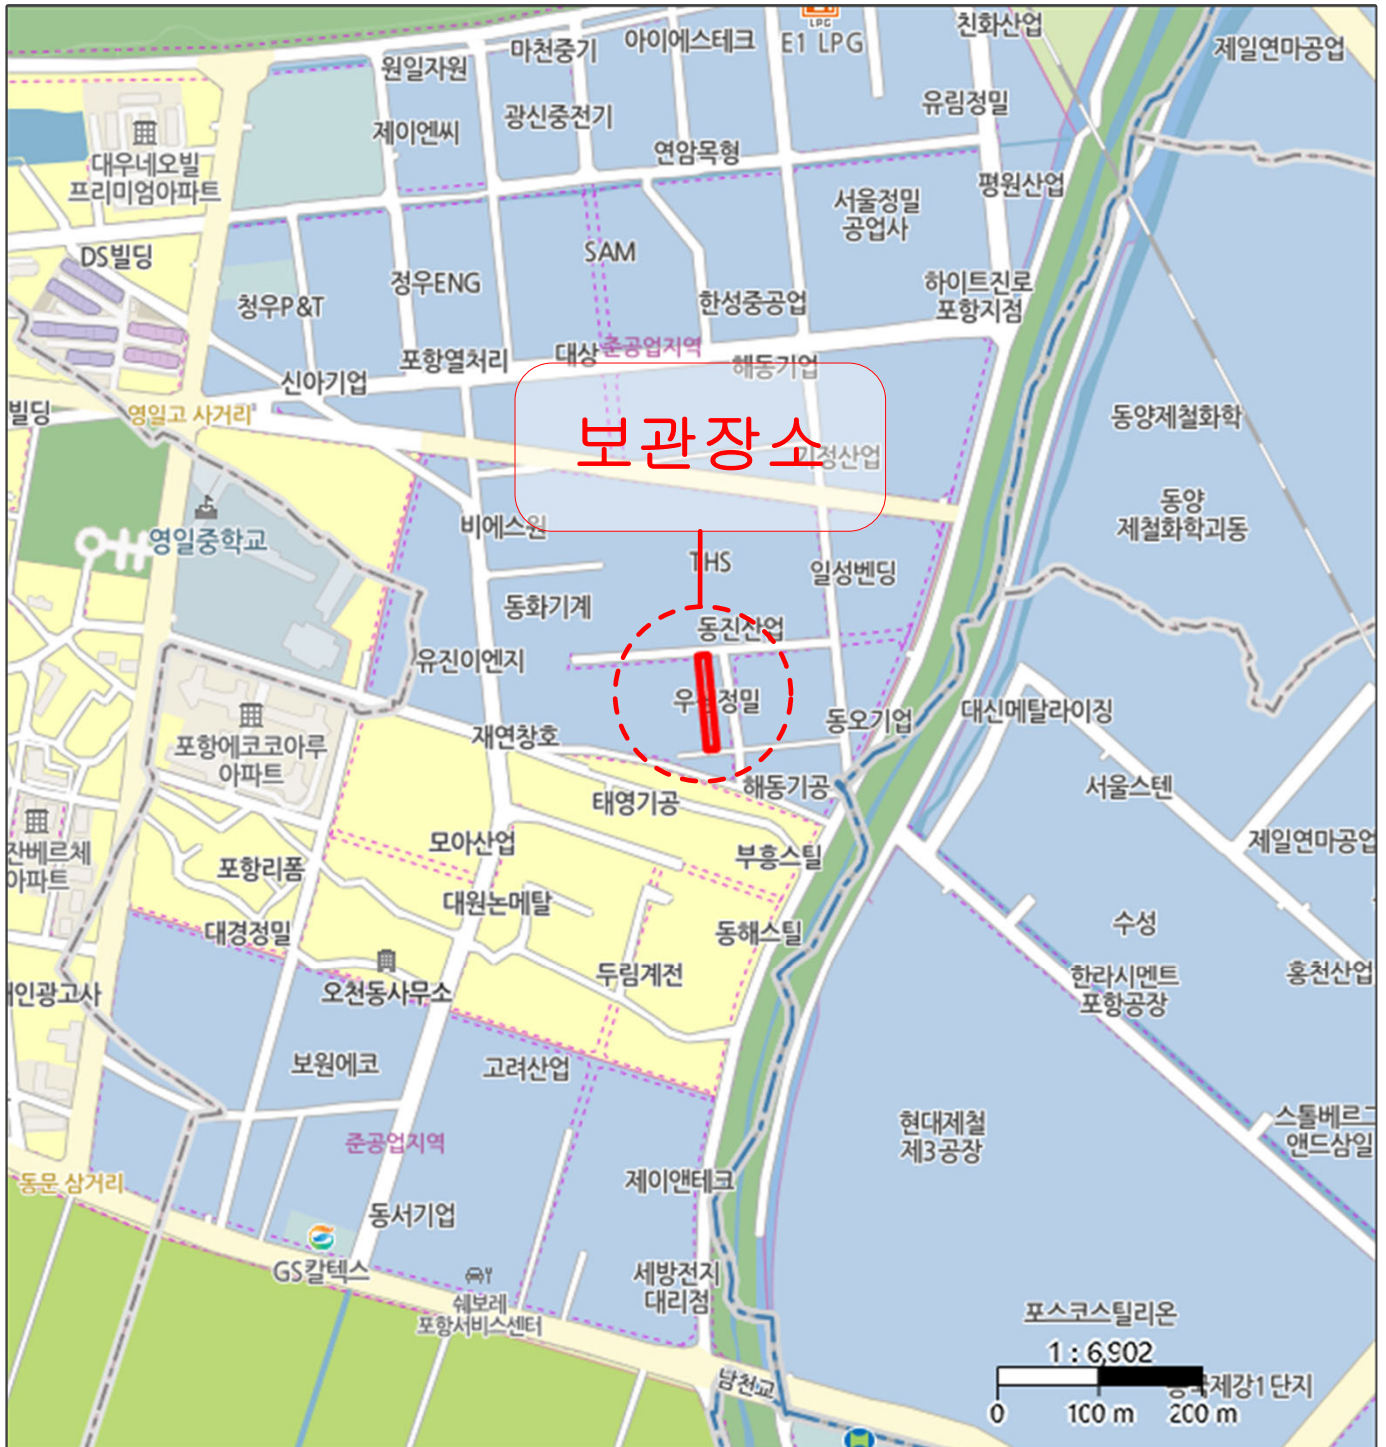 친화산업
LPG
E1 LPG
아이에스테크
마천중기
원일자원
제일연마공업
유림정밀
광신중전기
제이엔씨
연암목형
대우네오빌
프리미엄아파트
평원산업
서울정밀
공업사
DS빌딩
SAM
정우ENG
청우P&T
한성중공업
하이트진로
포항지점
준공업지역
대상
포항열처리
해동기업
신아기업
빌딩
영일고 사거리
동양제철화학
보관장소
정산업
동양
제철화학괴동
비에스원
영일중학교
THS
일성벤딩
동화기계
동진산업
유진이엔지
정밀
대신메탈라이징
동오기업
재연창호
포항에코코아루
아파트
해동기공
서울스텐
태영기공
제일연마공업
모아산업
부흥스틸
잔베르체
아파트
포항리폼
대원논메탈
수성
대경정밀
동해스틸
두림계전
한라시멘트
포항공장
홍천산업
인광고사
오천동사무소
보원에코
고려산업
현대제철
제3공장
스톨베르그
앤드삼일
준공업지역
동문 삼거리
제이앤테크
동서기업
GS칼텍스
세방전지
대리점
쉐보레
포항서비스센터
포스코스틸리온
1 : 6,902
남천교
제강1단지
0 100 m 200 m